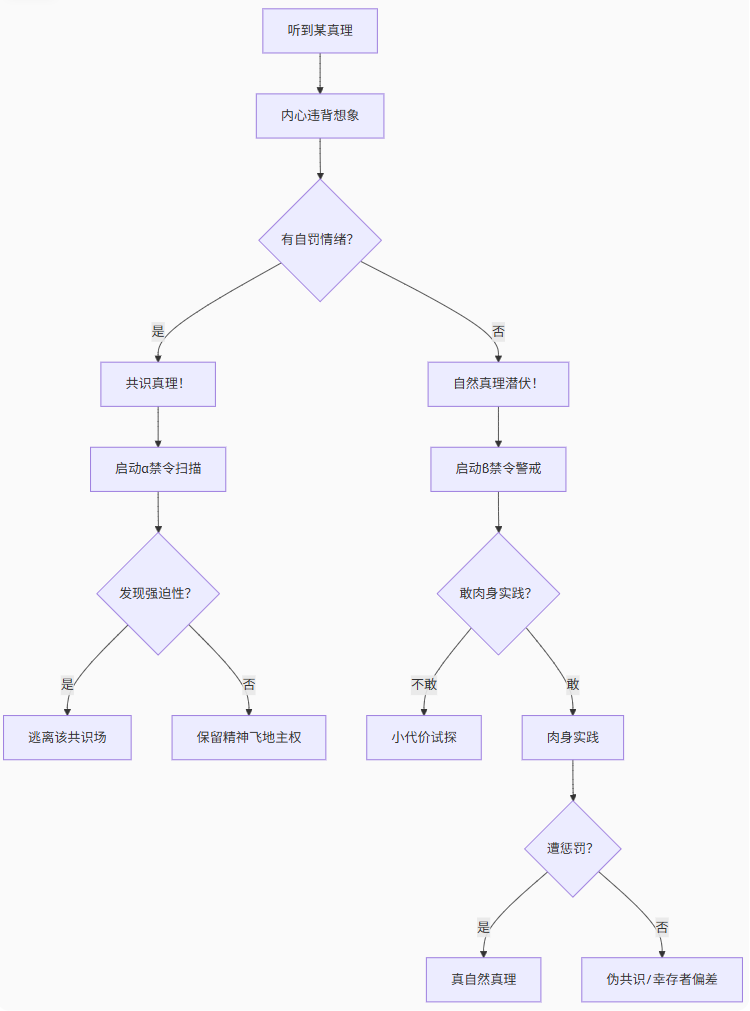 听到某真理
内心违背想象
有自罚情绪?
是
否
共识真理!
自然真理潜伏!
启动α禁令扫描
启动β禁令警戒
发现强迫性?
敢肉身实践?
是
否
不敢
敢
逃离该共识场
保留精神飞地主权
小代价试探
肉身实践
遭惩罚?
是
否
真自然真理
伪共识/幸存者偏差